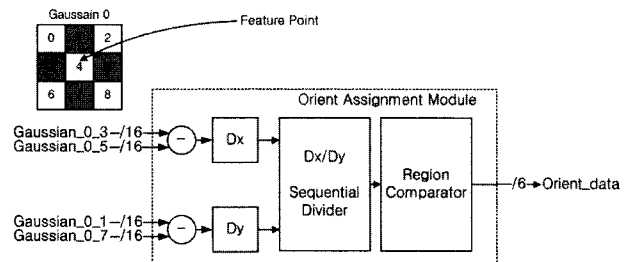 Gaussain 0
0 2
4
6 8
Feature Point
Orient Assignment Module
Gaussian_0_3 /16
Gaussian_0_5 /16
−
Dx
Gaussian_0_1 /16
Gaussian_0_7 /16
−
Dy
Dx/Dy
Sequential
Divider
Region
Comparator
/6
Orient_data